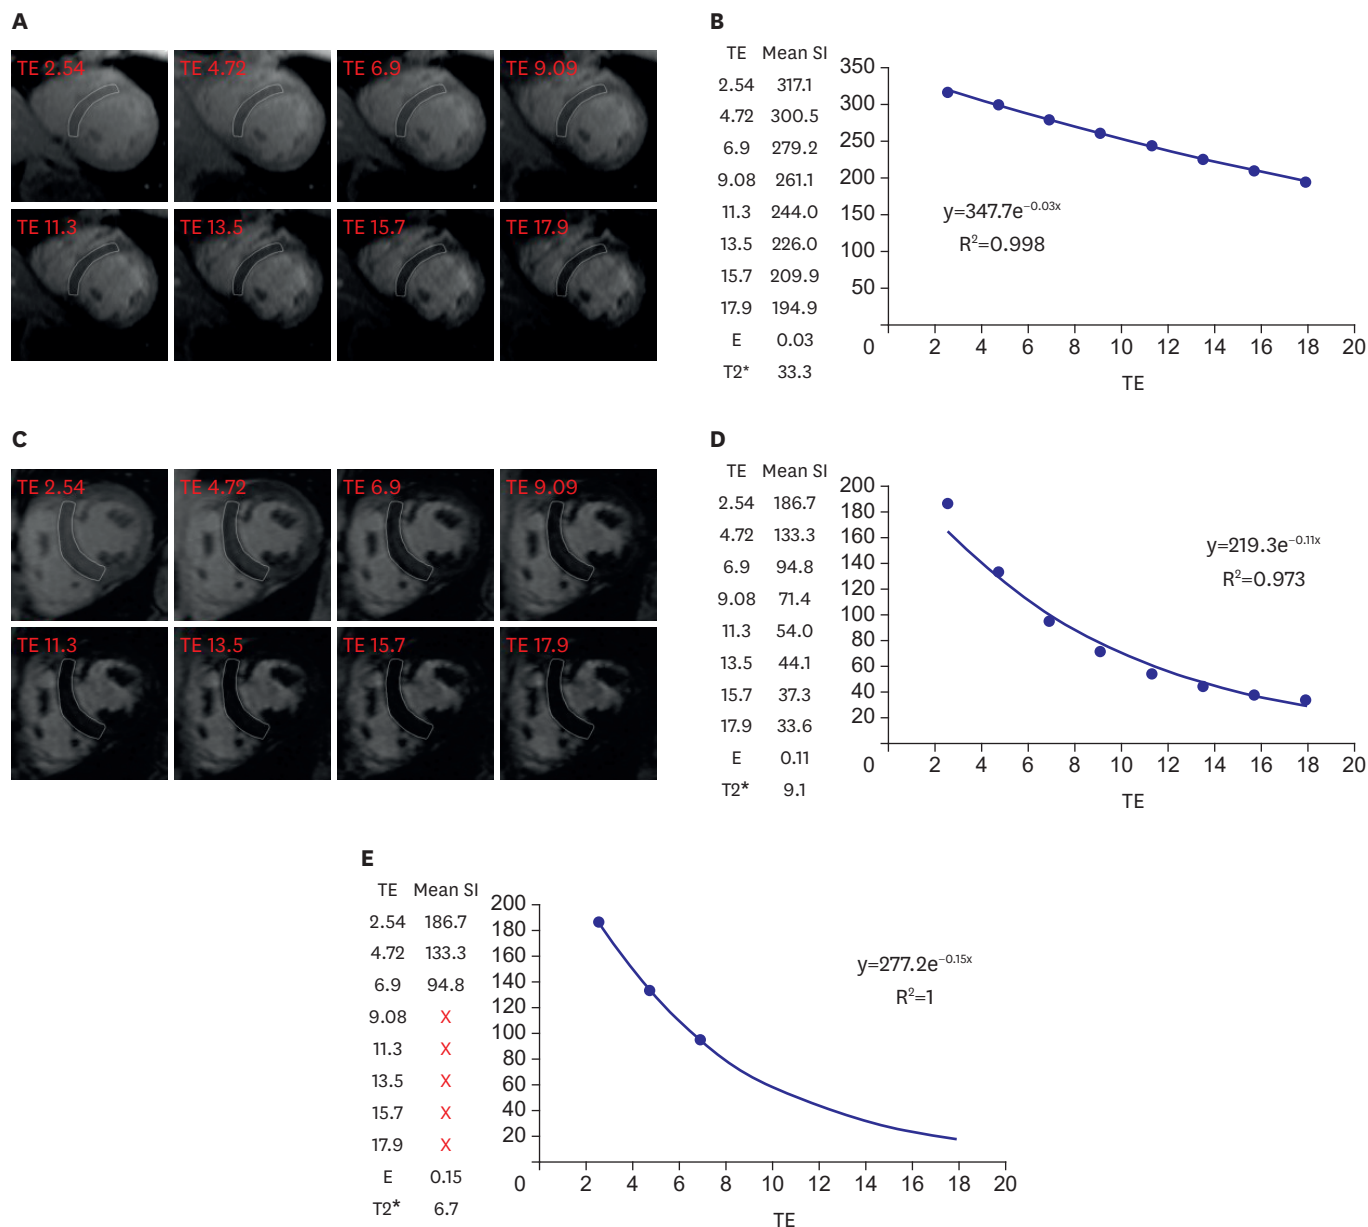 A
TE 2.54 TE 4.72 TE 6.9 TE 9.09
TE 11.3 TE 13.5 TE 15.7 TE 17.9
B
TE Mean SI
2.54 317.1
4.72 300.5
6.9 279.2
9.08 261.1
11.3 244.0
13.5 226.0
15.7 209.9
17.9 194.9
E 0.03
T2* 33.3
350
300
250
200
150
100
50
y=347.7e−0.03x
R2=0.998
0 2 4 6 8 10 12 14 16 18 20
TE
C
TE 2.54 TE 4.72 TE 6.9 TE 9.09
TE 11.3 TE 13.5 TE 15.7 TE 17.9
D
TE Mean SI
2.54 186.7
4.72 133.3
6.9 94.8
9.08 71.4
11.3 54.0
13.5 44.1
15.7 37.3
17.9 33.6
E 0.11
T2* 9.1
200
180
160
140
120
100
80
60
40
20
y=219.3e−0.11x
R2=0.973
0 2 4 6 8 10 12 14 16 18 20
TE
E
TE Mean SI
2.54 186.7
4.72 133.3
6.9 94.8
9.08 X
11.3 X
13.5 X
15.7 X
17.9 X
E 0.15
T2* 6.7
200
180
160
140
120
100
80
60
40
20
y=277.2e−0.15x
R2=1
0 2 4 6 8 10 12 14 16 18 20
TE